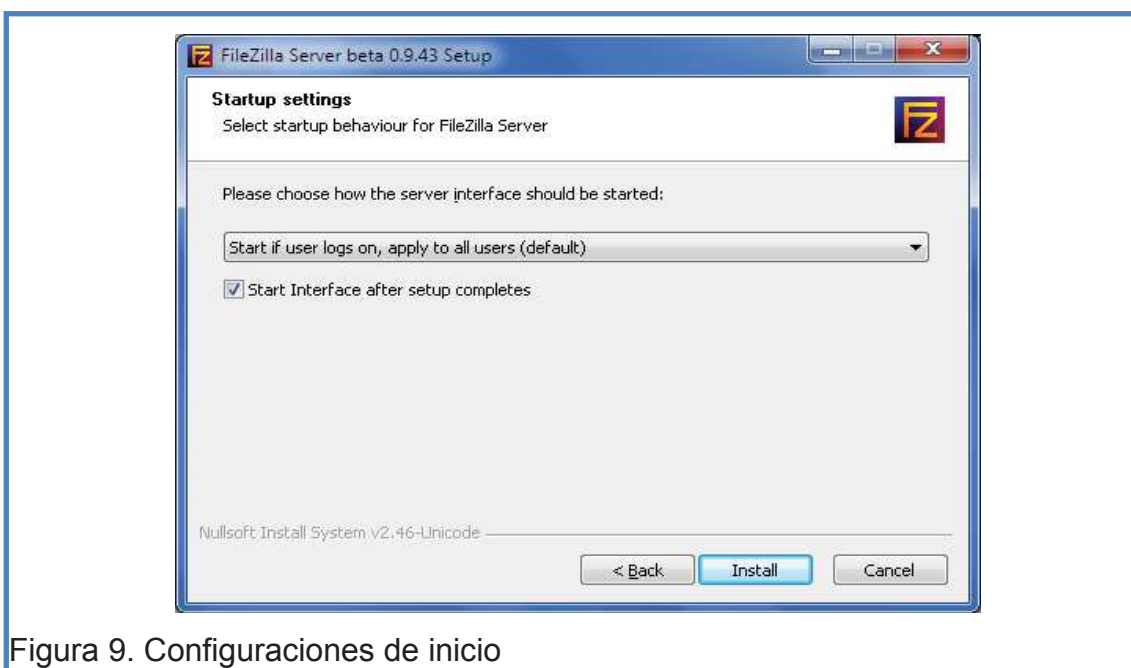 FileZilla Server beta 0.9.43 Setup
Startup settings
Select startup behaviour for FileZilla Server
Please choose how the server interface should be started:
Start if user logs on, apply to all users (default)
Start Interface after setup completes
Nullsoft Install System v2.46-Unicode
< Back
Install
Cancel
Figura 9. Configuraciones de inicio